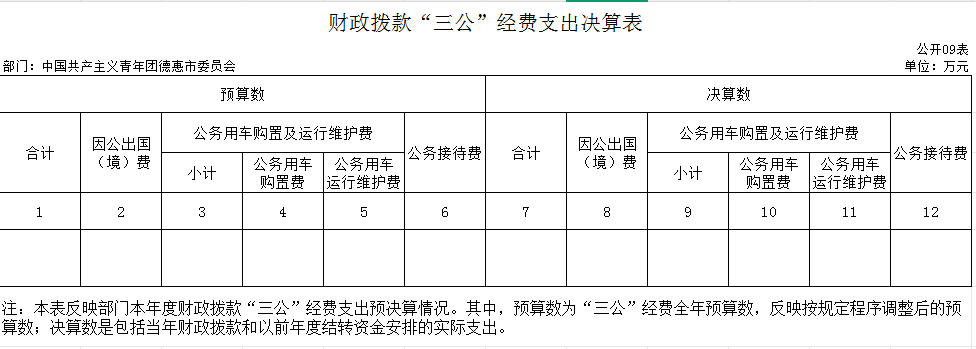 财政拨款“三公”经费支出决算表
公开09表
部门：中国共产主义青年团德惠市委员会
单位：万元
预算数
决算数
合计
因公出国
（境）费
公务用车购置及运行维护费
公务接待费
合计
因公出国
（境）费
公务用车购置及运行维护费
公务接待费
小计
公务用车
购置费
公务用车
运行维护费
小计
公务用车
购置费
公务用车
运行维护费
1
2
3
4
5
6
7
8
9
10
11
12
注：本表反映部门本年度财政拨款“三公”经费支出预决算情况。其中，预算数为“三公”经费全年预算数，反映按规定程序调整后的预
算数；决算数是包括当年财政拨款和以前年度结转资金安排的实际支出。